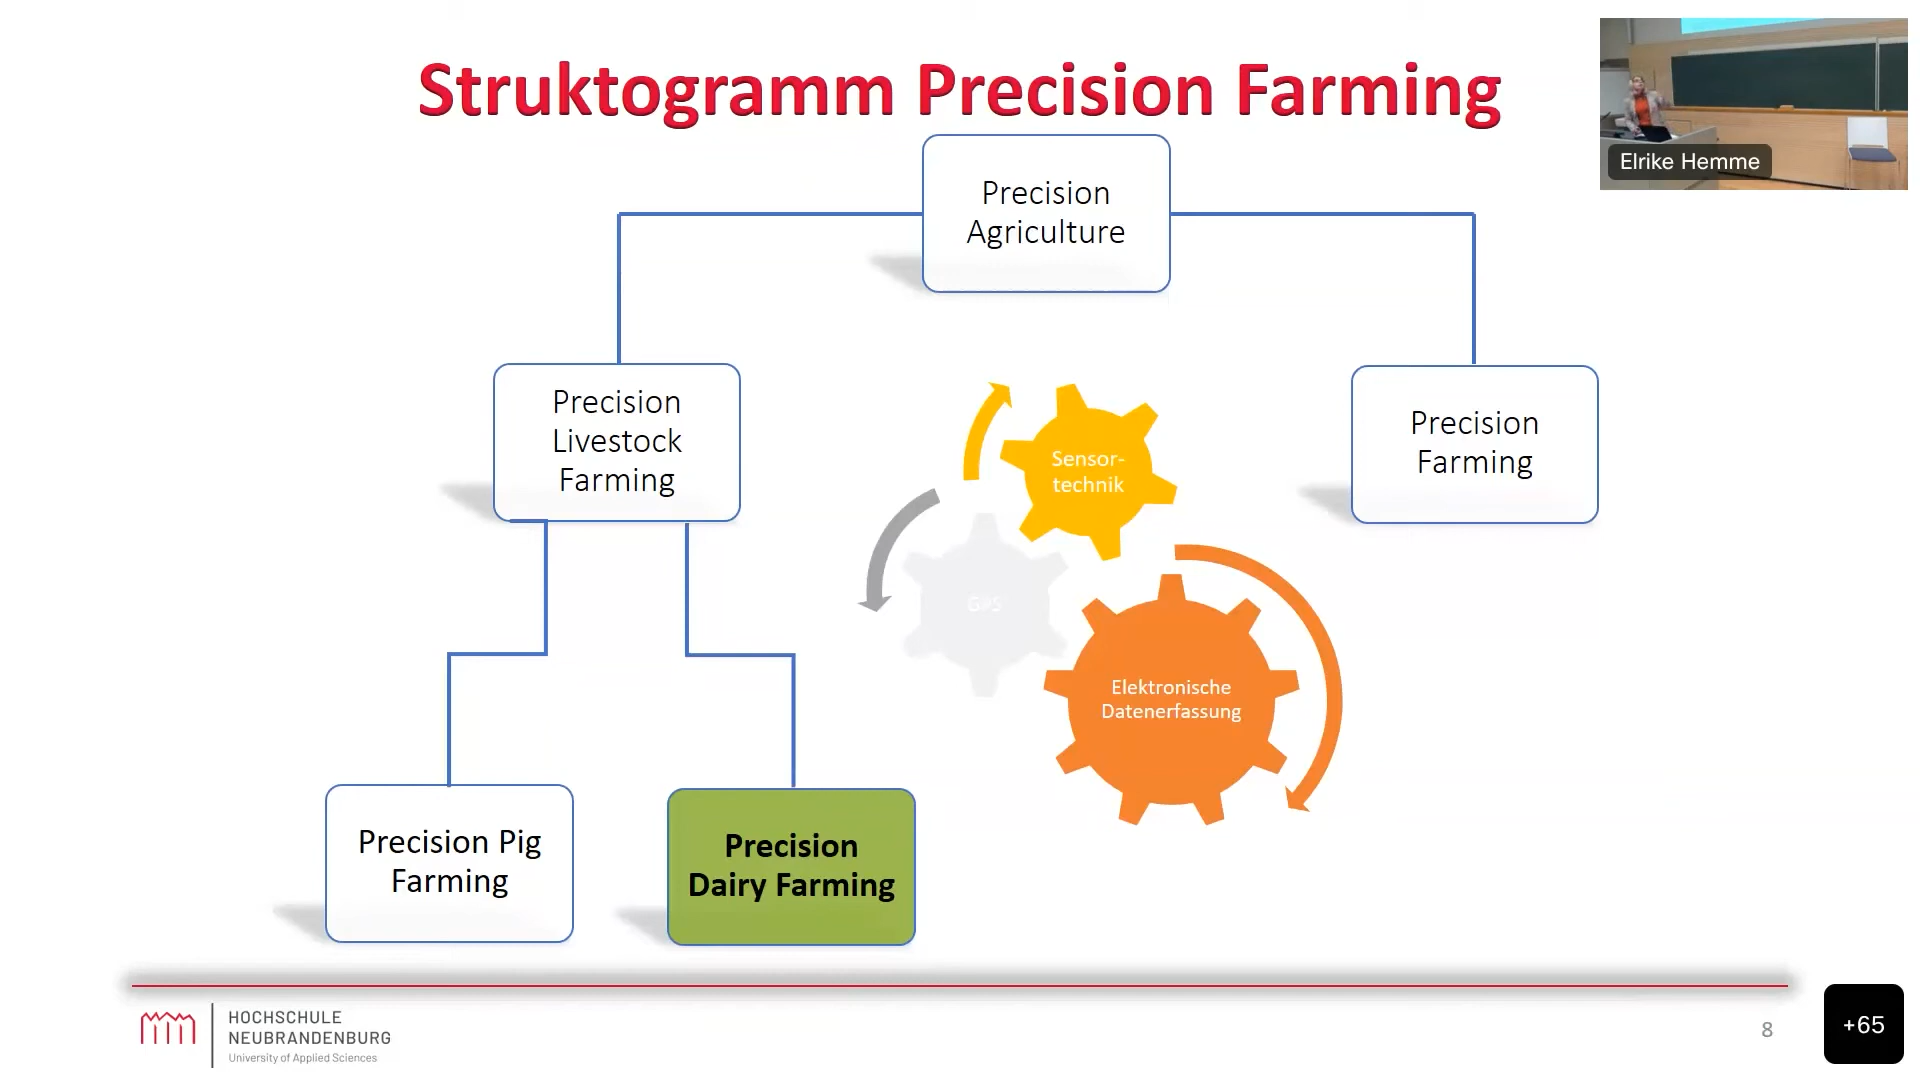 Struktogramm Precision Farming
Elrike Hemme
Precision
Agriculture
Precision
Livestock
Farming
Precision
Farming
Sensor-
technik
GPS
Elektronische
Datenerfassung
Precision Pig
Farming
Precision
Dairy Farming
HOCHSCHULE
NEUBRANDENBURG
University of Applied Sciences
8
+65